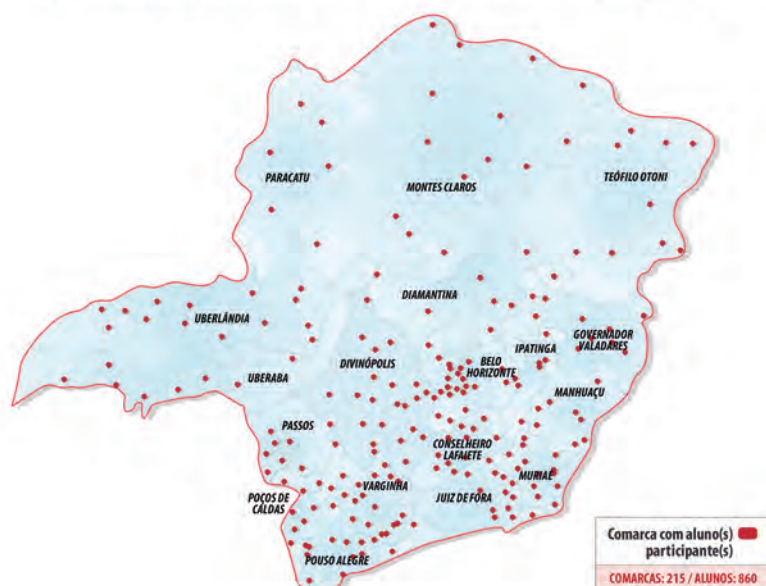 PARACATU
MONTES CLAROS
TEÓFILO OTONI
DIAMANTINA
UBERLÂNDIA
GOVERNADOR
VALADARES
IPATINGA
DIVINÓPOLIS
BELO
HORIZONTE
UBERABA
MANHUAÇU
PASSOS
CONSELHEIRO
LAFAIETE
MURIAÉ
VARGINHA
JUIZ DE FORA
POÇOS DE
CALDAS
POUSO ALEGRE
Comarca com aluno(s)
participante(s)
COMARCAS: 215 / ALUNOS: 860